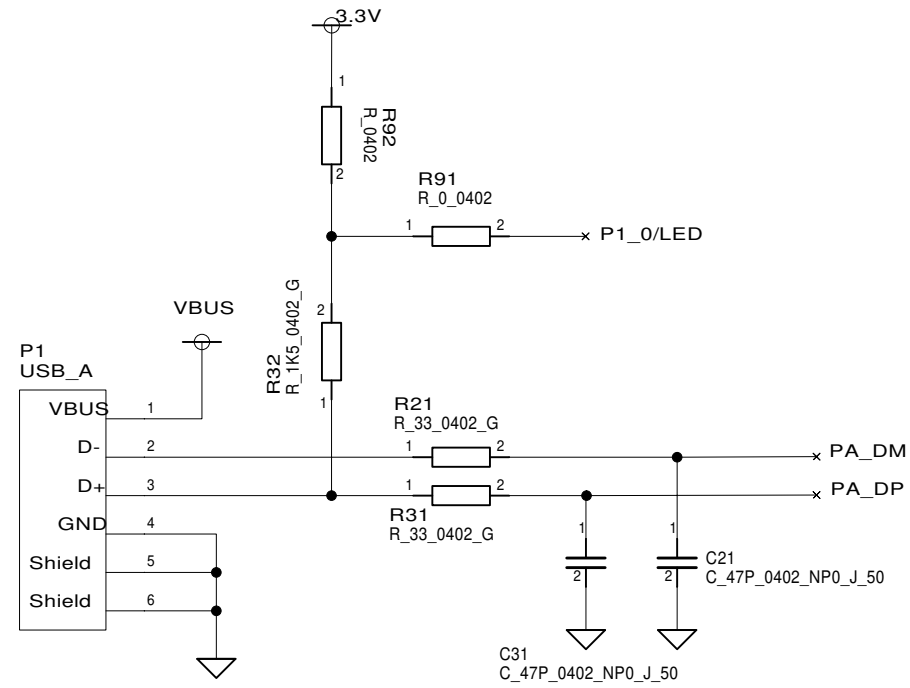 3.3V
1
R92
R_0402
2
R91
R_0_0402
1
2
P1_0/LED
VBUS
2
R32
R_1K5_0402_G
1
P1
USB_A
VBUS
1
D-
2
D+
3
GND
4
Shield
5
Shield
6
R21
R_33_0402_G
1
2
PA_DM
1
2
PA_DP
R31
R_33_0402_G
1
2
1
2
C21
C_47P_0402_NP0_J_50
C31
C_47P_0402_NP0_J_50